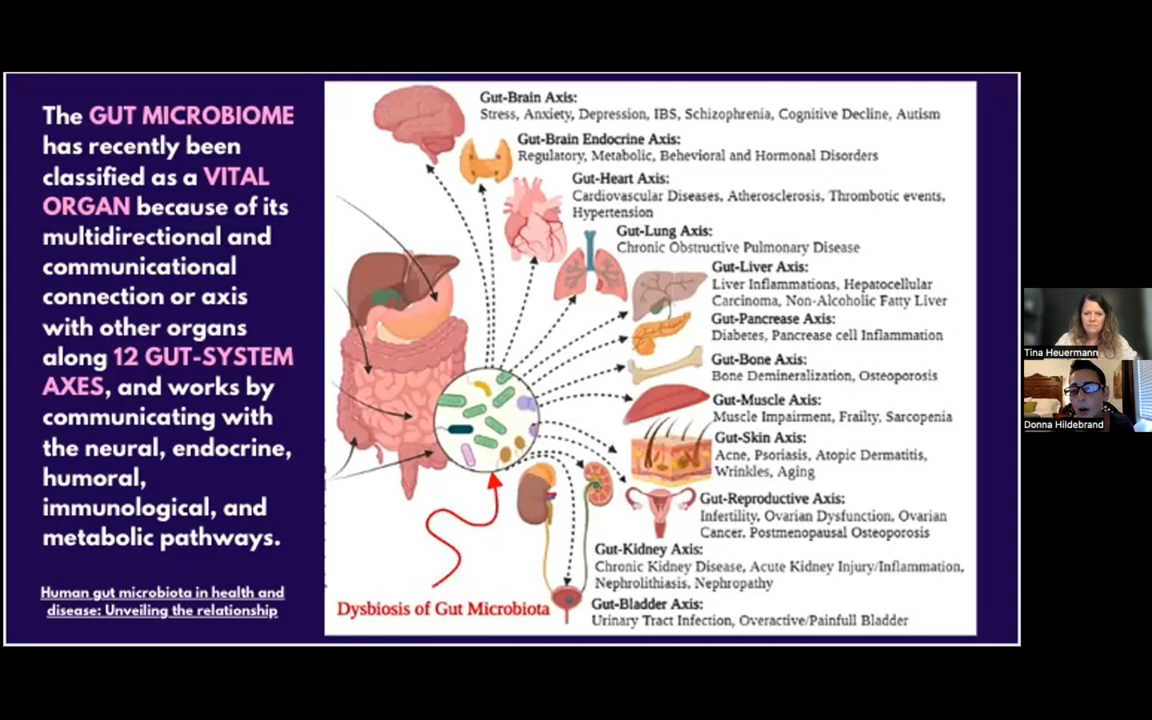 The GUT MICROBIOME
has recently been
classified as a VITAL
ORGAN because of its
multidirectional and
communicational
connection or axis
with other organs
along 12 GUT-SYSTEM
AXES, and works by
communicating with
the neural, endocrine,
humoral,
immunological, and
metabolic pathways.
Human gut microbiota in health and
disease: Unveiling the relationship
Gut-Brain Axis:
Stress, Anxiety, Depression, IBS, Schizophrenia, Cognitive Decline, Autism
Gut-Brain Endocrine Axis:
Regulatory, Metabolic, Behevioral and Hormonal Disorders
Gut-Heart Axis:
Cardiovascular Diseases, Atherosclerosis, Thrombotic events,
Hypertension
Gut-Lung Axis:
Chronic Obstructive Pulmonary Disease
Gut-Liver Axis:
Liver Inflammations, Hepatocellular
Carcinoma, Non-Alcoholic Fatty Liver
Gut-Pancrease Axis:
Diabetes, Pancrease cell Inflammation
Gut-Bone Axis:
Bone Demineralization, Osteoporosis
Gut-Muscle Axis:
Muscle Impairment, Frailty, Sarcopenia
Gut-Skin Axis:
Acne, Psoriasis, Atopic Dermatitis,
Wrinkles, Aging
Gut-Reproductive Axis:
Infertility, Ovarian Dysfunction, Ovarian
Cancer, Postmenopausal Osteoporosis
Gut-Kidney Axis:
Chronic Kidney Disease, Acute Kidney Injury/Inflammation,
Nephrolithiasis, Nephropathy
Gut-Bladder Axis:
Urinary Tract Infection, Overactive/Painfull Bladder
Dysbiosis of Gut Microbiota
Tina Heuermann
Donna Hildebrand